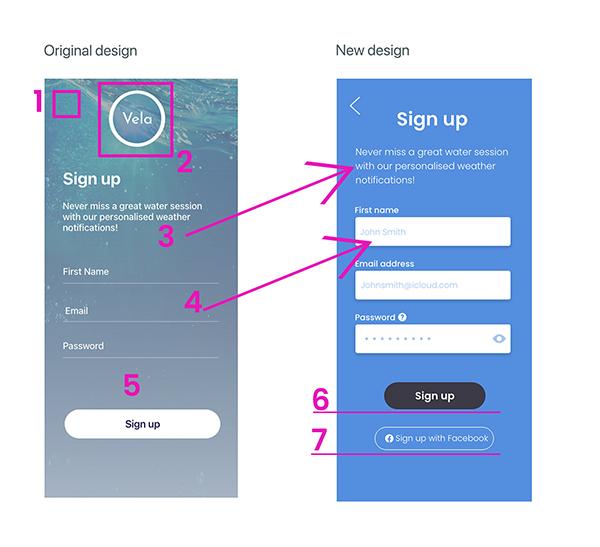 Original design
New design
1
Vela
2
Sign up
Never miss a great water session
with our personalised weather
notifications!
3
First Name
Email
4
Password
5
Sign up
Sign up
Never miss a great water session
with our personalised weather
notifications!
First name
John Smith
Email address
Johnsmith@icloud.com
Password ?
6
Sign up
7
Sign up with Facebook